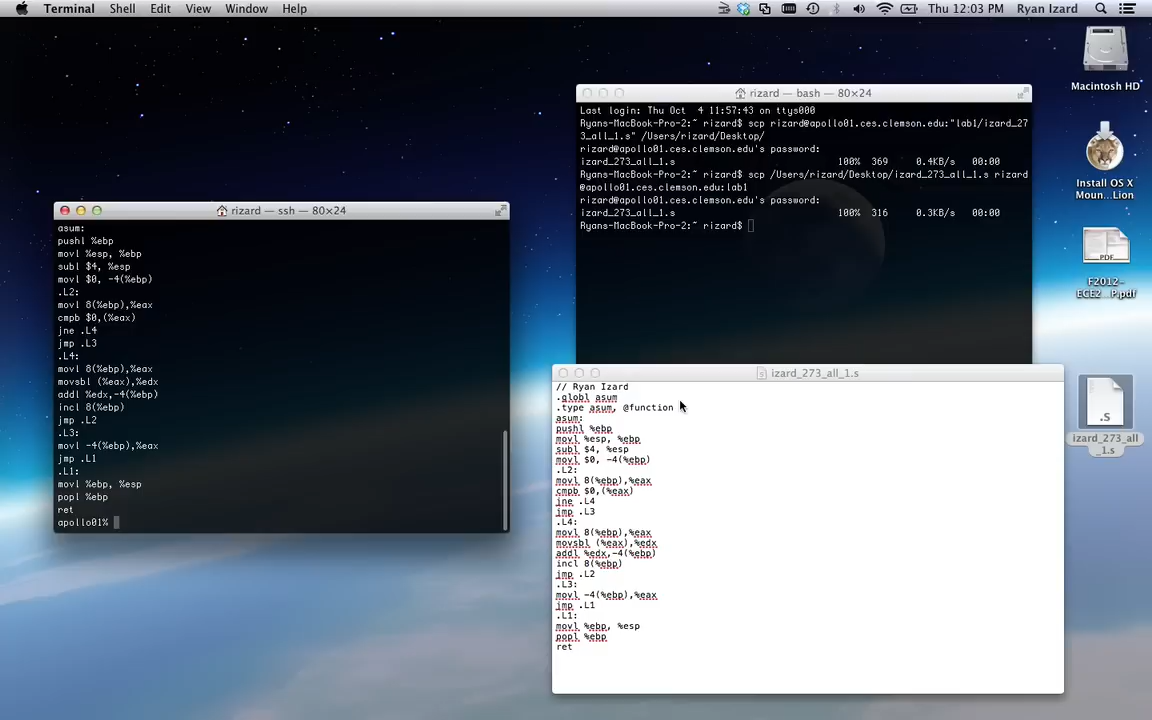 Terminal Shell Edit View Window Help
Thu 12:03 PM Ryan Izard
Macintosh HD
Install OS X
Moun...Lion
PDF
F2012-
ECE2...P.pdf
.S
izard_273_all
_1.s
rizard — bash — 80×24
Last login: Thu Oct  4 11:57:43 on ttys000
Ryans-MacBook-Pro-2:~ rizard$ scp rizard@apollo01.ces.clemson.edu:"lab1/izard_27
3_all_1.s" /Users/rizard/Desktop/
rizard@apollo01.ces.clemson.edu's password:
izard_273_all_1.s 100% 369 0.4KB/s 00:00
Ryans-MacBook-Pro-2:~ rizard$ scp /Users/rizard/Desktop/izard_273_all_1.s rizard
@apollo01.ces.clemson.edu:lab1
rizard@apollo01.ces.clemson.edu's password:
izard_273_all_1.s 100% 316 0.3KB/s 00:00
Ryans-MacBook-Pro-2:~ rizard$
rizard — ssh — 80×24
asum:
pushl %ebp
movl %esp, %ebp
subl $4, %esp
movl $0, -4(%ebp)
.L2:
movl 8(%ebp),%eax
cmpb $0,(%eax)
jne .L4
jmp .L3
.L4:
movl 8(%ebp),%eax
movsbl (%eax),%edx
addl %edx,-4(%ebp)
incl 8(%ebp)
jmp .L2
.L3:
movl -4(%ebp),%eax
jmp .L1
.L1:
movl %ebp, %esp
popl %ebp
ret
apollo01%
izard_273_all_1.s
// Ryan Izard
.globl asum
.type asum, @function
asum:
pushl %ebp
movl %esp, %ebp
subl $4, %esp
movl $0, -4(%ebp)
.L2:
movl 8(%ebp),%eax
cmpb $0,(%eax)
jne .L4
jmp .L3
.L4:
movl 8(%ebp),%eax
movsbl (%eax),%edx
addl %edx,-4(%ebp)
incl 8(%ebp)
jmp .L2
.L3:
movl -4(%ebp),%eax
jmp .L1
.L1:
movl %ebp, %esp
popl %ebp
ret